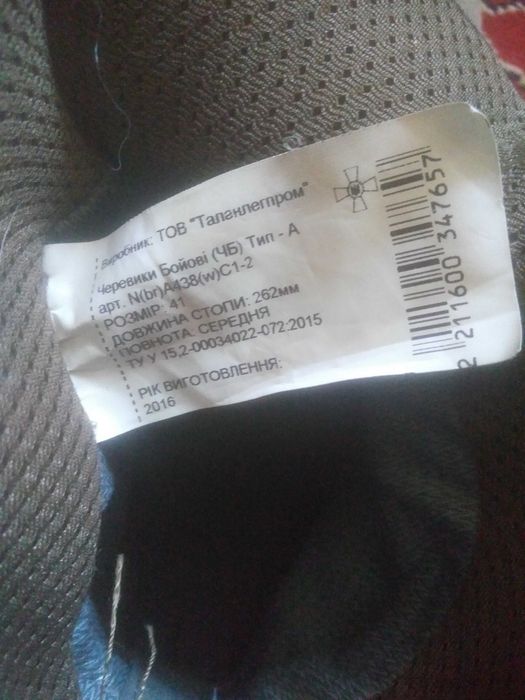 Виробник: ТОВ "Таланлегпром"
Черевики Бойові (ЧБ) Тип - А
арт. N(br)A438(w)C1-2
РОЗМІР: 41
ДОВЖИНА СТОПИ: 262мм
ПОВНОТА: СЕРЕДНЯ
ТУ У 15.2-00034022-072:2015
РІК ВИГОТОВЛЕННЯ:
2016
2 211600 347657